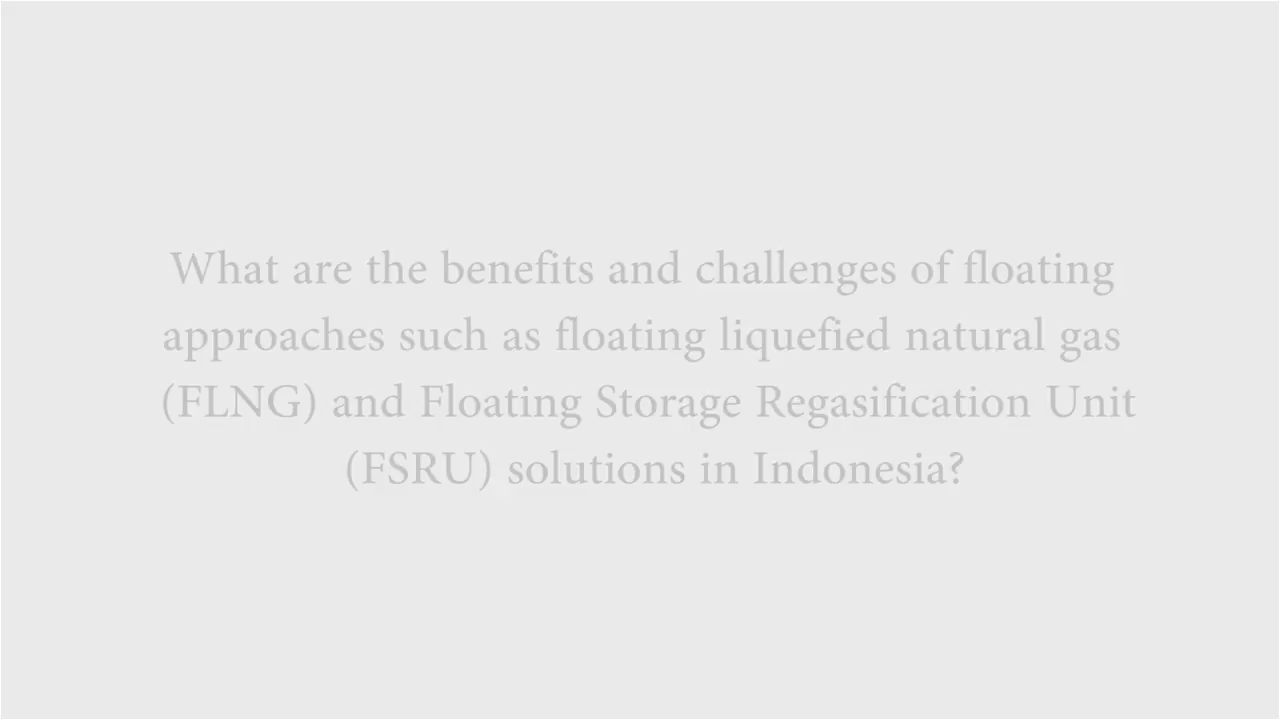 What are the benefits and challenges of floating
approaches such as floating liquefied natural gas
(FLNG) and Floating Storage Regasification Unit
(FSRU) solutions in Indonesia?